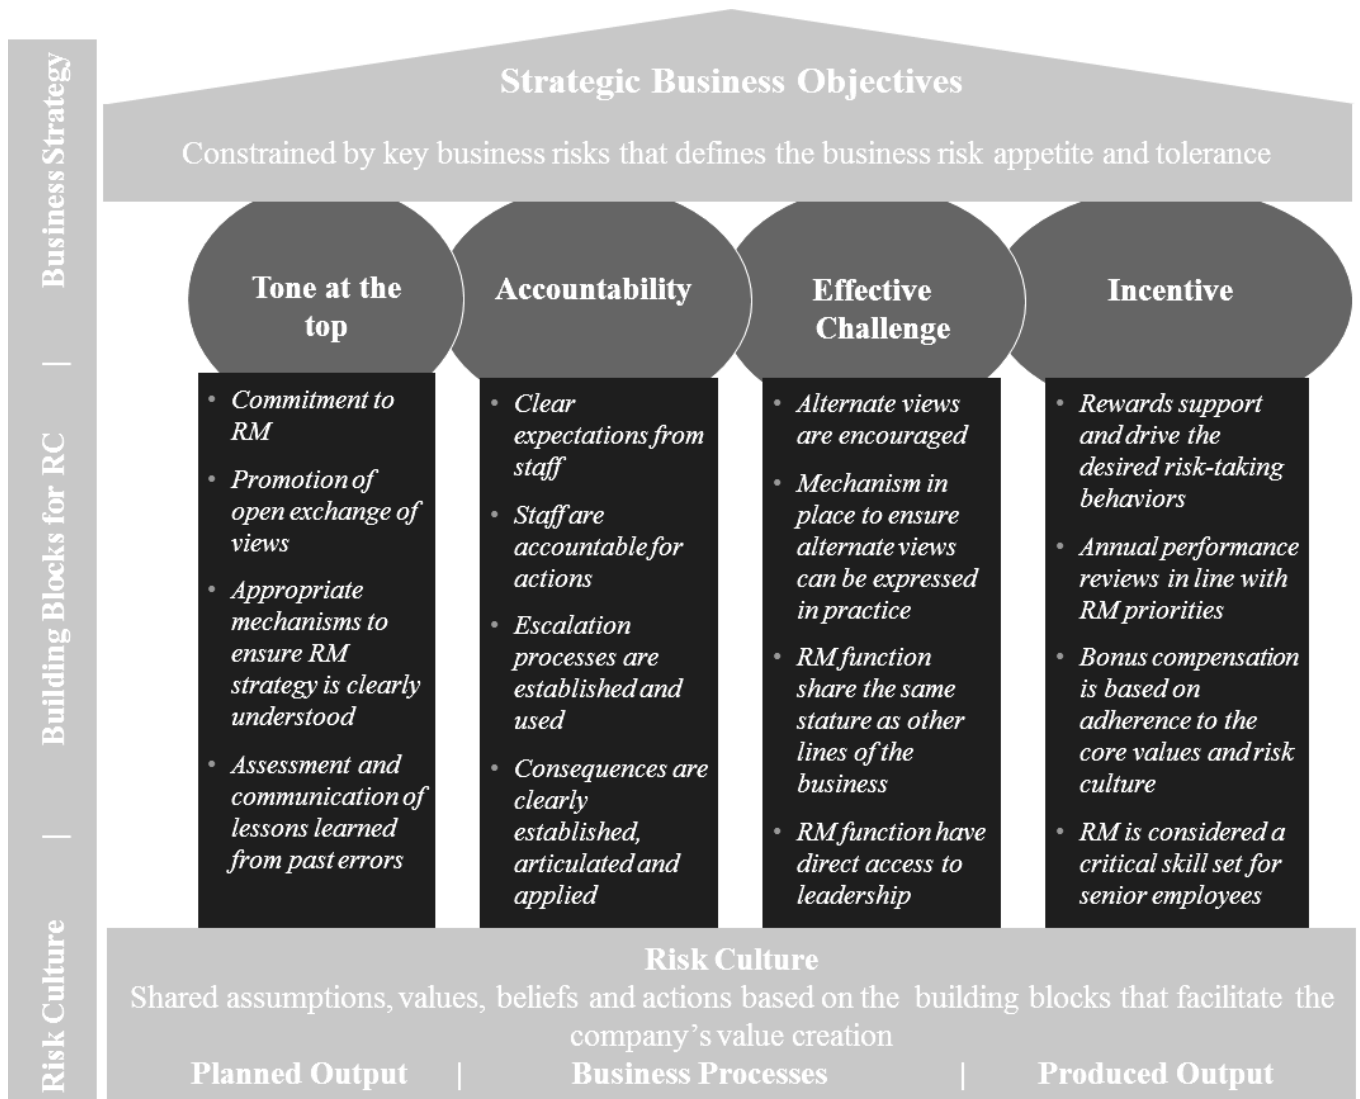 Strategic Business Objectives
Constrained by key business risks that defines the business risk appetite and tolerance
Business Strategy
|
Building Blocks for RC
|
Risk Culture
Tone at the
top
• Commitment to
RM
• Promotion of
open exchange of
views
• Appropriate
mechanisms to
ensure RM
strategy is clearly
understood
• Assessment and
communication of
lessons learned
from past errors
Accountability
• Clear
expectations from
staff
• Staff are
accountable for
actions
• Escalation
processes are
established and
used
• Consequences are
clearly
established,
articulated and
applied
Effective
Challenge
• Alternate views
are encouraged
• Mechanism in
place to ensure
alternate views
can be expressed
in practice
• RM function
share the same
stature as other
lines of the
business
• RM function have
direct access to
leadership
Incentive
• Rewards support
and drive the
desired risk-taking
behaviors
• Annual performance
reviews in line with
RM priorities
• Bonus compensation
is based on
adherence to the
core values and risk
culture
• RM is considered a
critical skill set for
senior employees
Risk Culture
Shared assumptions, values, beliefs and actions based on the building blocks that facilitate the
company's value creation
Planned Output | Business Processes | Produced Output